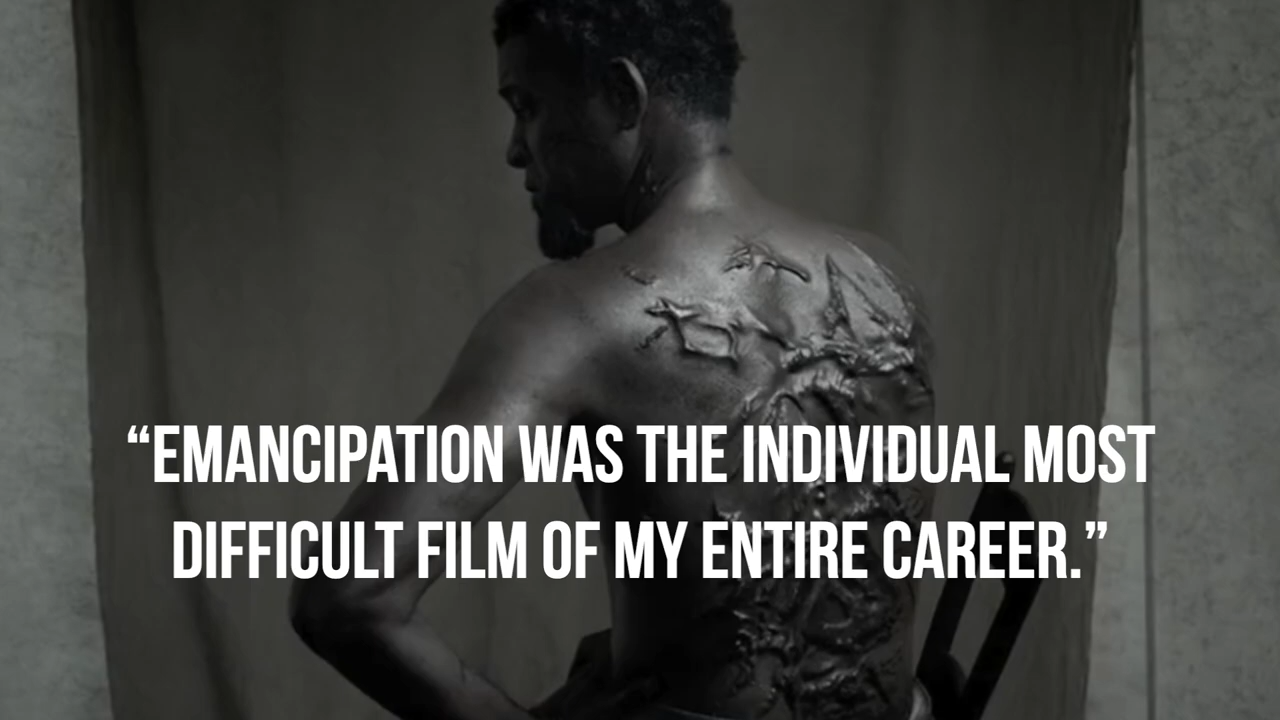 “EMANCIPATION WAS THE INDIVIDUAL MOST
DIFFICULT FILM OF MY ENTIRE CAREER.”